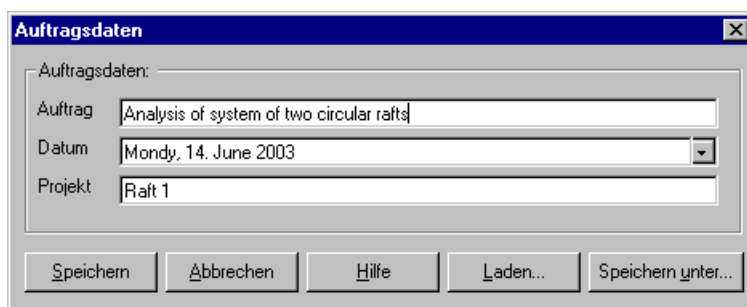 Auftragsdaten
Auftragsdaten:
Auftrag Analysis of system of two circular rafts
Datum Mondy, 14. June 2003
Projekt Raft 1
Speichern Abbrechen Hilfe Laden... Speichern unter...